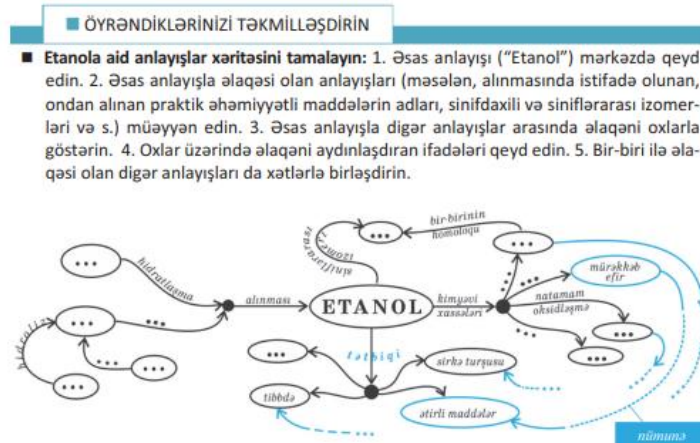 ÖYRƏNDİKLƏRİNİZİ TƏKMİLLƏŞDİRİN
Etanola aid anlayışlar xəritəsini tamalayın: 1. Əsas anlayışı (“Etanol”) mərkəzdə qeyd
edin. 2. Əsas anlayışla əlaqəsi olan anlayışları (məsələn, alınmasında istifadə olunan,
ondan alınan praktik əhəmiyyətli maddələrin adları, sinifdaxili və siniflərarası izomer-
ləri və s.) müəyyən edin. 3. Əsas anlayışla digər anlayışlar arasında əlaqəni oxlarla
göstərin. 4. Oxlar üzərində əlaqəni aydınlaşdıran ifadələri qeyd edin. 5. Bir-biri ilə əla-
qəsi olan digər anlayışları da xətlərlə birləşdirin.
siniflərarası
izomeri
...
bir-birinin
homoloqu
...
...
hidratlaşma
...
...
mürəkkəb
efir
alınması
ETANOL
kimyəvi
xassələri
natamam
oksidləşmə
hidroliz
...
...
...
...
...
...
...
...
tətbiqi
sirkə turşusu
...
...
tibbdə
ətirli maddələr
...
nümunə